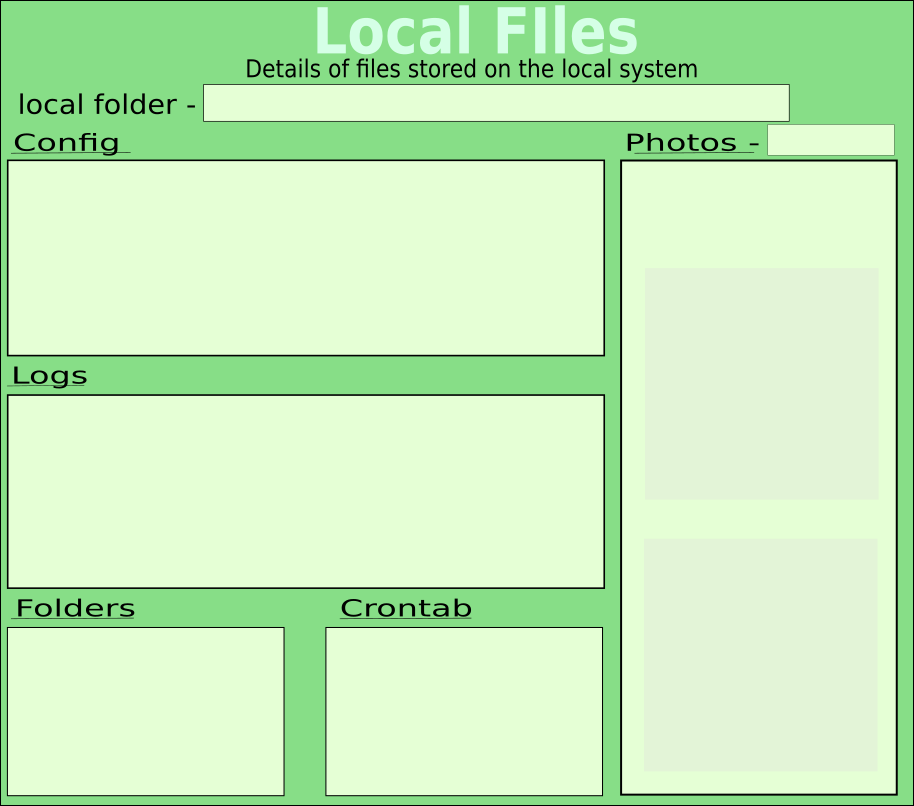 Local FIles
Details of files stored on the local system
local folder -
Config
Photos -
Logs
Folders
Crontab